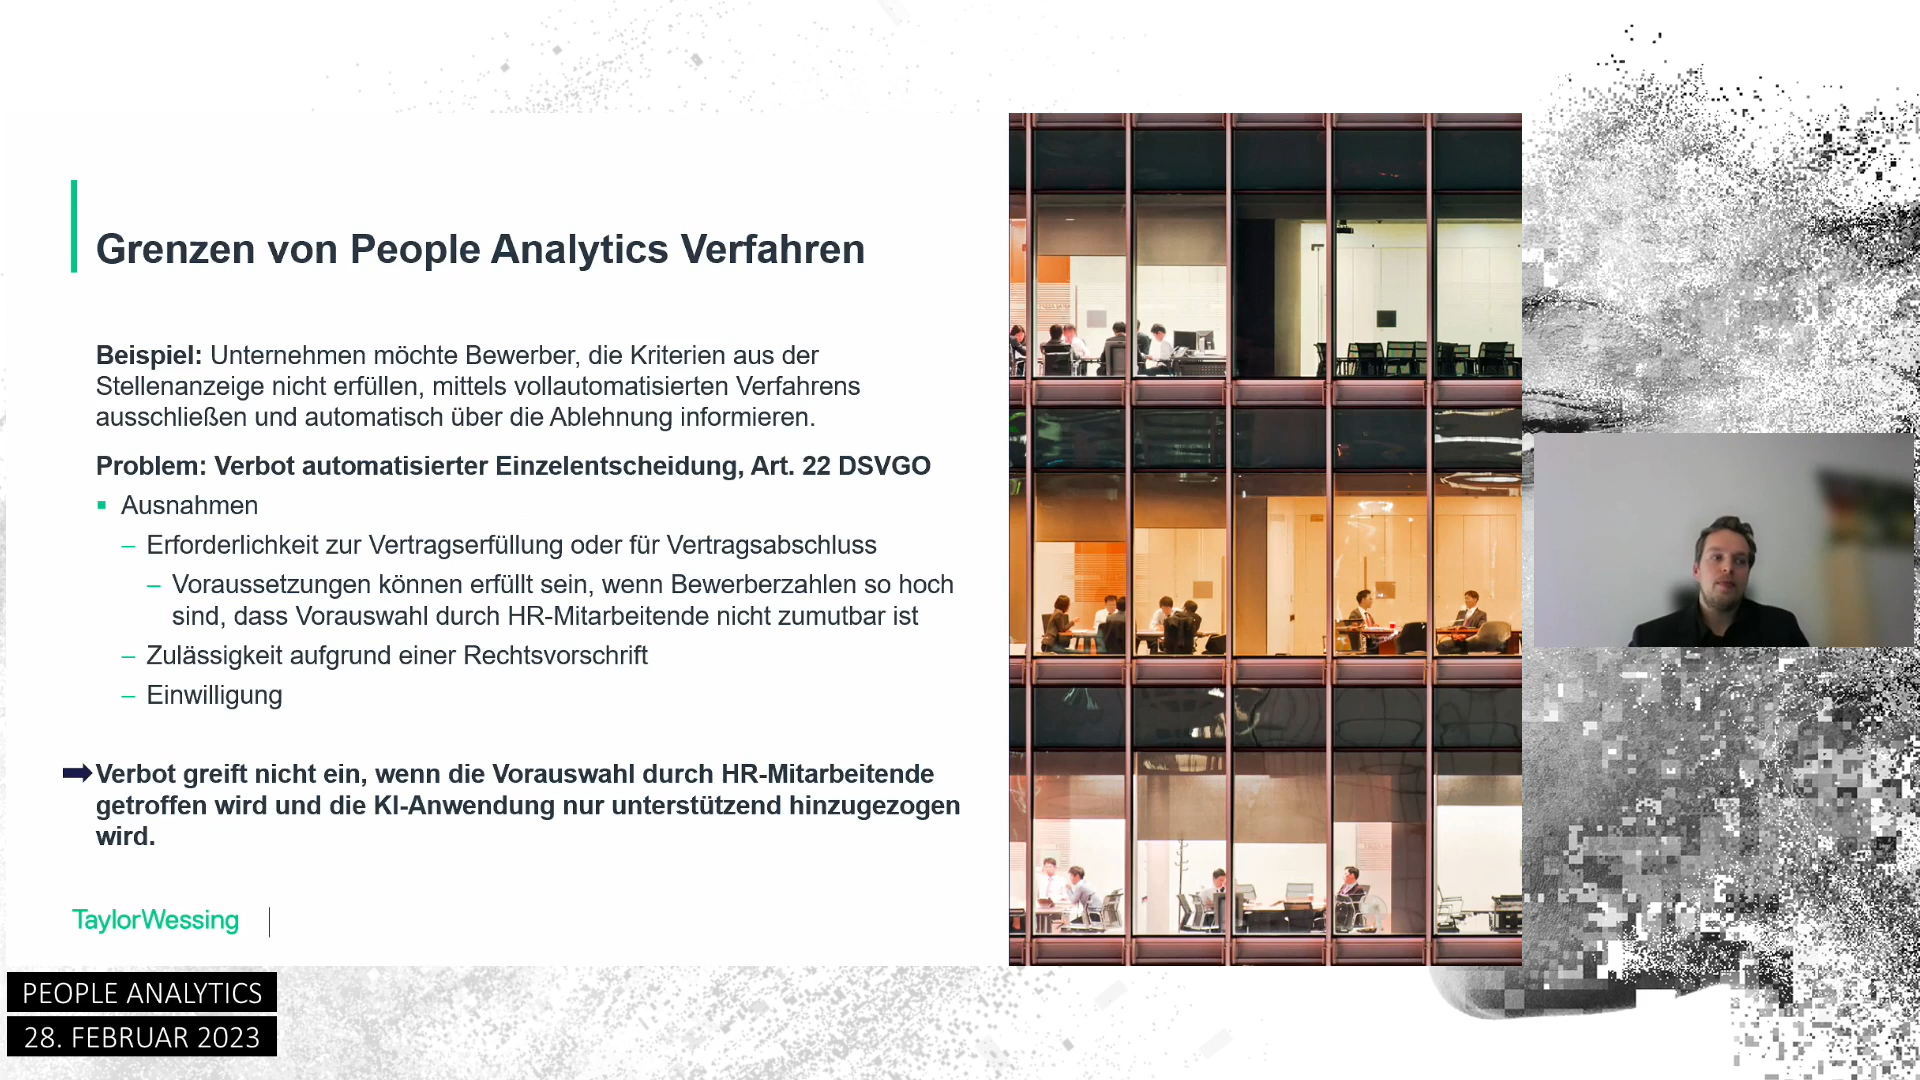 Grenzen von People Analytics Verfahren
Beispiel: Unternehmen möchte Bewerber, die Kriterien aus der
Stellenanzeige nicht erfüllen, mittels vollautomatisierten Verfahrens
ausschließen und automatisch über die Ablehnung informieren.
Problem: Verbot automatisierter Einzelentscheidung, Art. 22 DSVGO
▪ Ausnahmen
– Erforderlichkeit zur Vertragserfüllung oder für Vertragsabschluss
– Voraussetzungen können erfüllt sein, wenn Bewerberzahlen so hoch
sind, dass Vorauswahl durch HR-Mitarbeitende nicht zumutbar ist
– Zulässigkeit aufgrund einer Rechtsvorschrift
– Einwilligung
Verbot greift nicht ein, wenn die Vorauswahl durch HR-Mitarbeitende
getroffen wird und die KI-Anwendung nur unterstützend hinzugezogen
wird.
TaylorWessing
PEOPLE ANALYTICS
28. FEBRUAR 2023